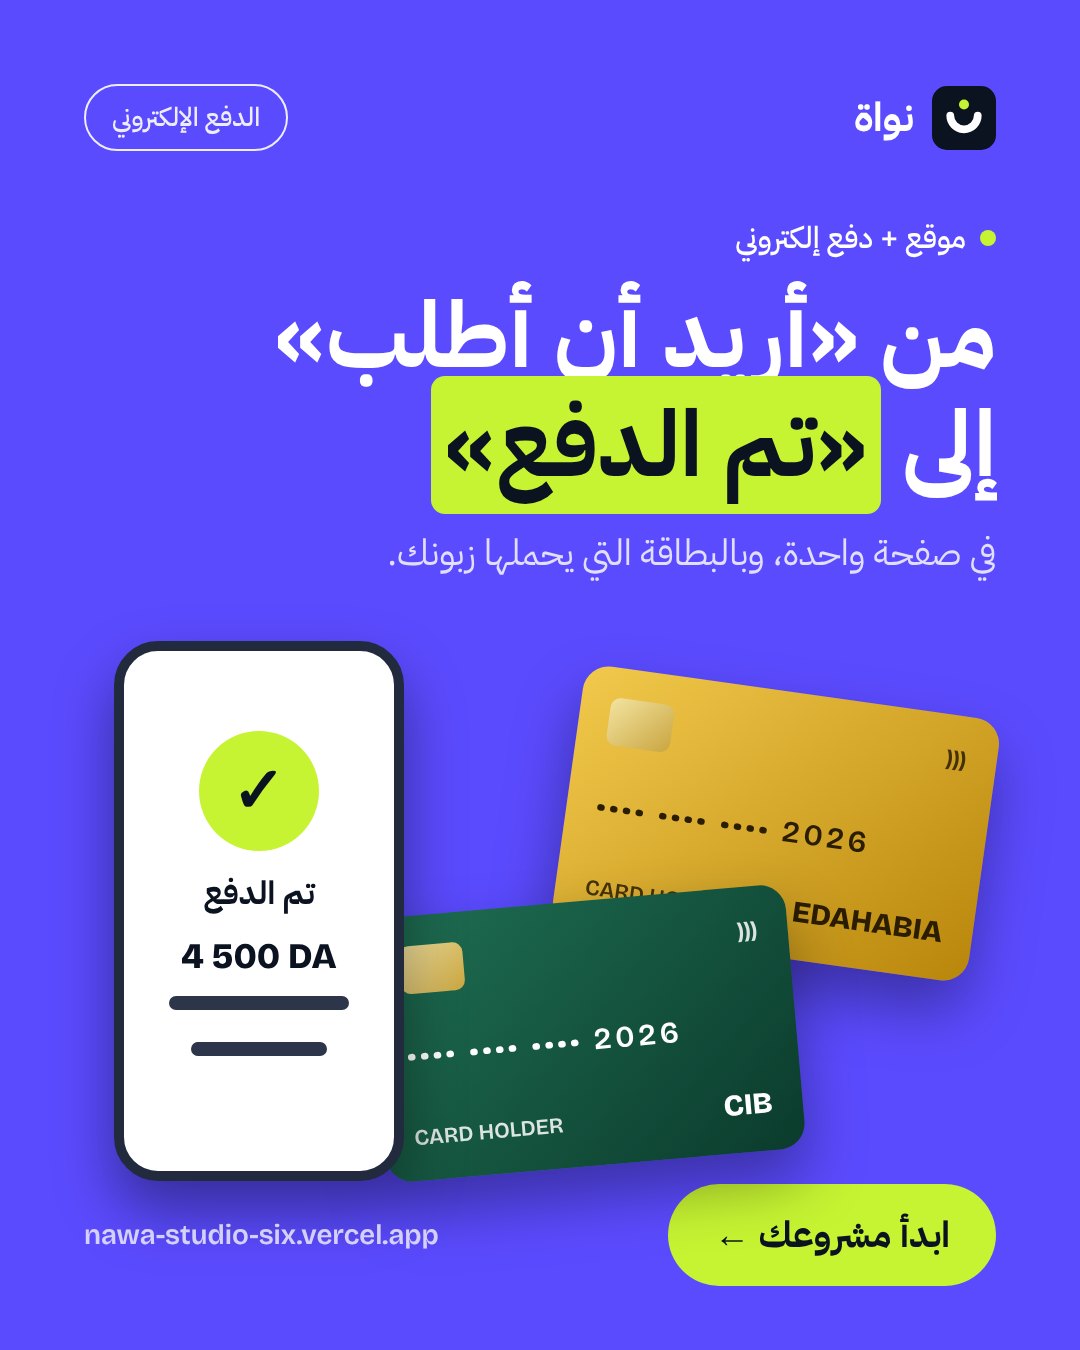 نواة
الدفع الإلكتروني
موقع + دفع إلكتروني
من «أريد أن أطلب»
إلى «تم الدفع»
في صفحة واحدة، وبالبطاقة التي يحملها زبونك.
✓
تم الدفع
4 500 DA
•••• •••• •••• 2026
EDAHABIA
•••• •••• •••• 2026
CARD HOLDER
CIB
ابدأ مشروعك ←
nawa-studio-six.vercel.app